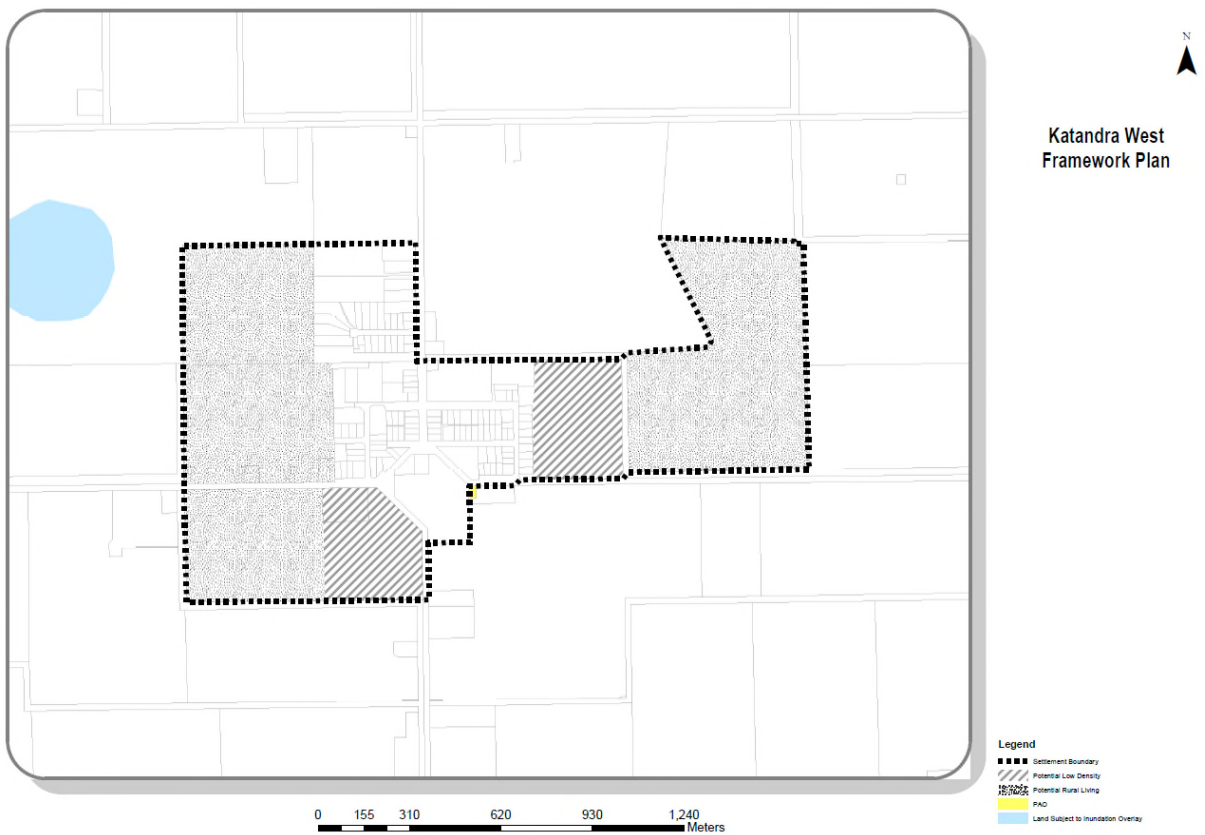 N
Katandra West
Framework Plan
Legend
Settlement Boundary
Potential Low Density
Potential Rural Living
PAO
Land Subject to Inundation Overlay
0 155 310 620 930 1,240
Meters